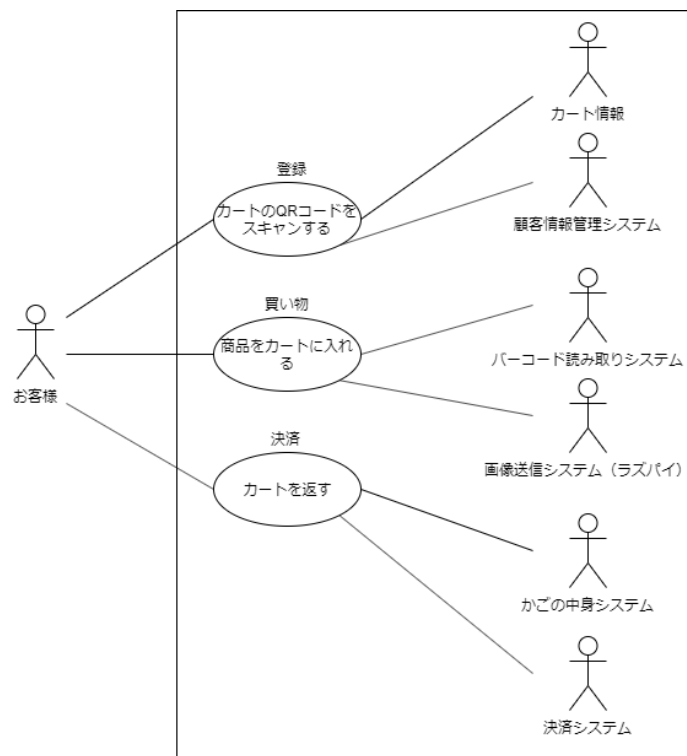 カート情報
登録
カートのQRコードを
スキャンする
顧客情報管理システム
買い物
商品をカートに入れ
る
バーコード読み取りシステム
お客様
決済
画像送信システム（ラズパイ）
カートを返す
かごの中身システム
決済システム